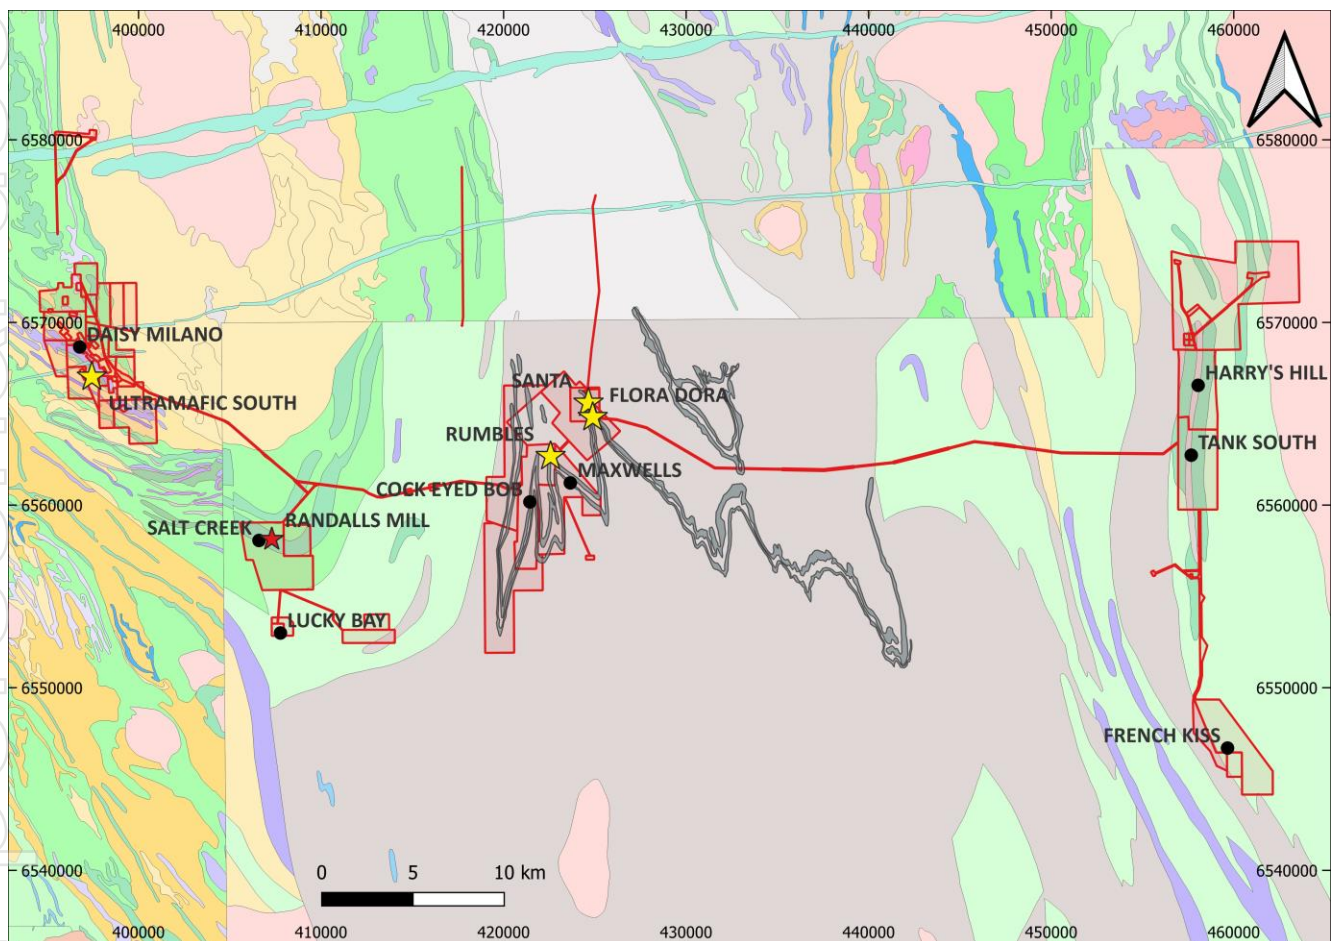 400000 410000 420000 430000 440000 450000 460000
6580000 6580000
6570000 6570000
DAISY MILANO
ULTRAMAFIC SOUTH
SANTA
FLORA DORA
HARRY'S HILL
RUMBLES
TANK SOUTH
MAXWELLS
COCK EYED BOB
6560000 6560000
SALT CREEK
RANDALLS MILL
LUCKY BAY
6550000 6550000
FRENCH KISS
6540000 6540000
0 5 10 km
400000 410000 420000 430000 440000 450000 460000